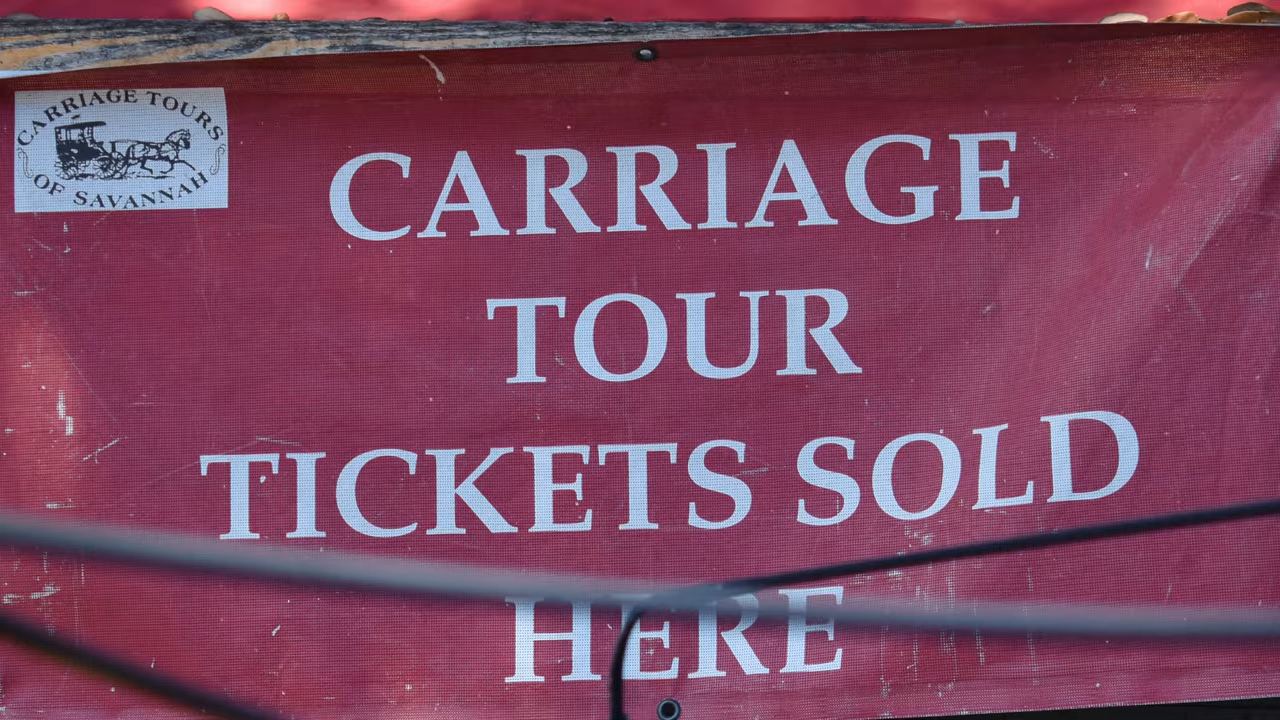 CARRIAGE TOURS
OF SAVANNAH
CARRIAGE
TOUR
TICKETS SOLD
HERE